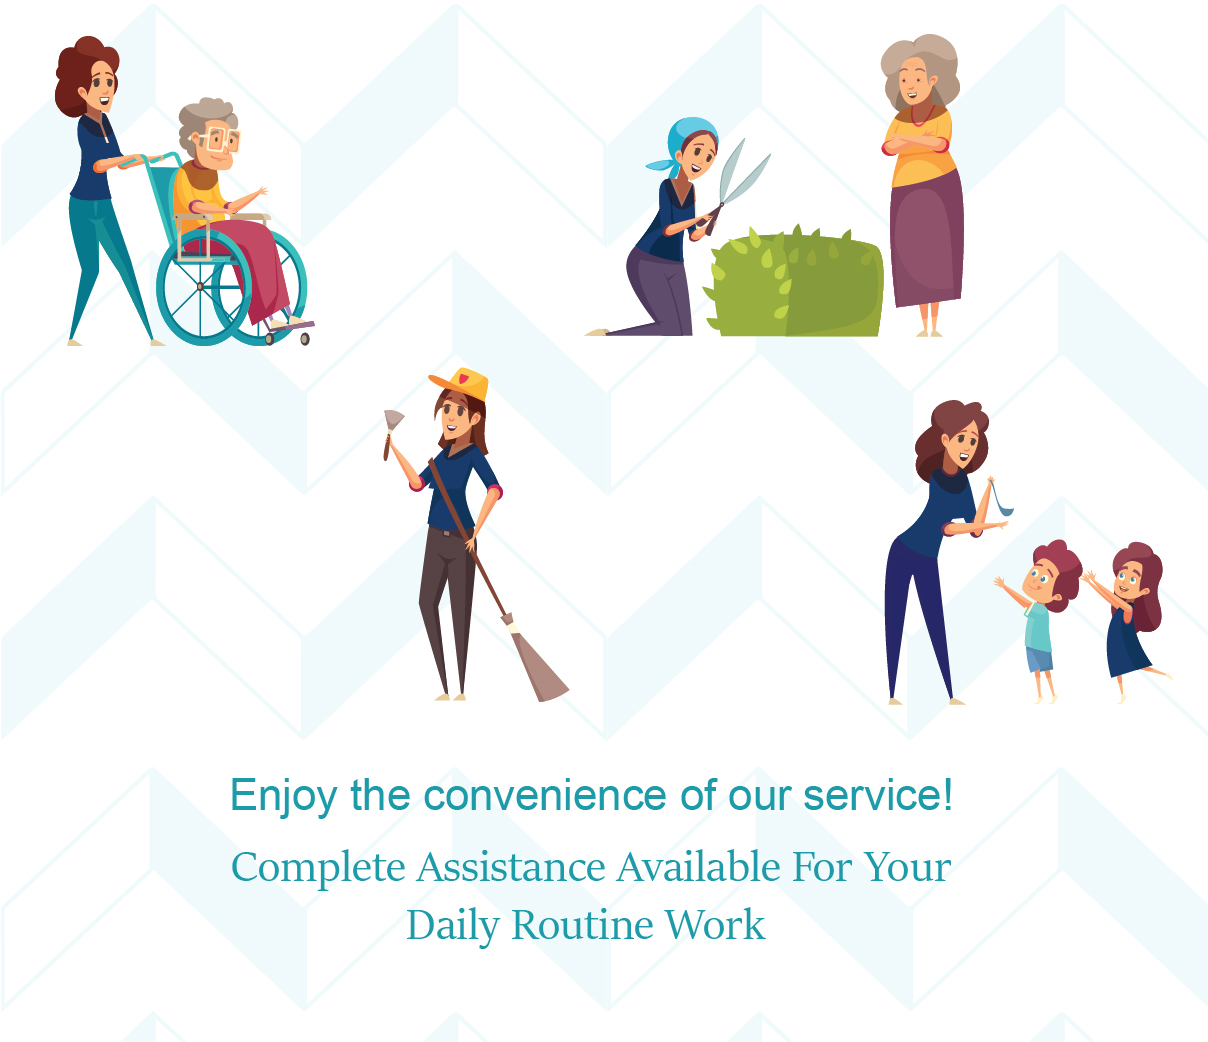 Enjoy the convenience of our service!
Complete Assistance Available For Your
Daily Routine Work